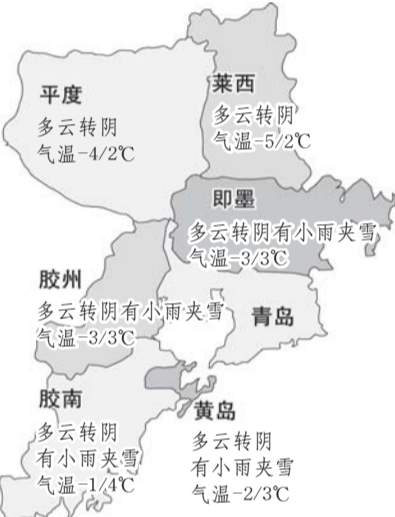 平度
多云转阴
气温-4/2℃
莱西
多云转阴
气温-5/2℃
即墨
多云转阴有小雨夹雪
气温-3/3℃
胶州
多云转阴有小雨夹雪
气温-3/3℃
青岛
胶南
多云转阴
有小雨夹雪
气温-1/4℃
黄岛
多云转阴
有小雨夹雪
气温-2/3℃